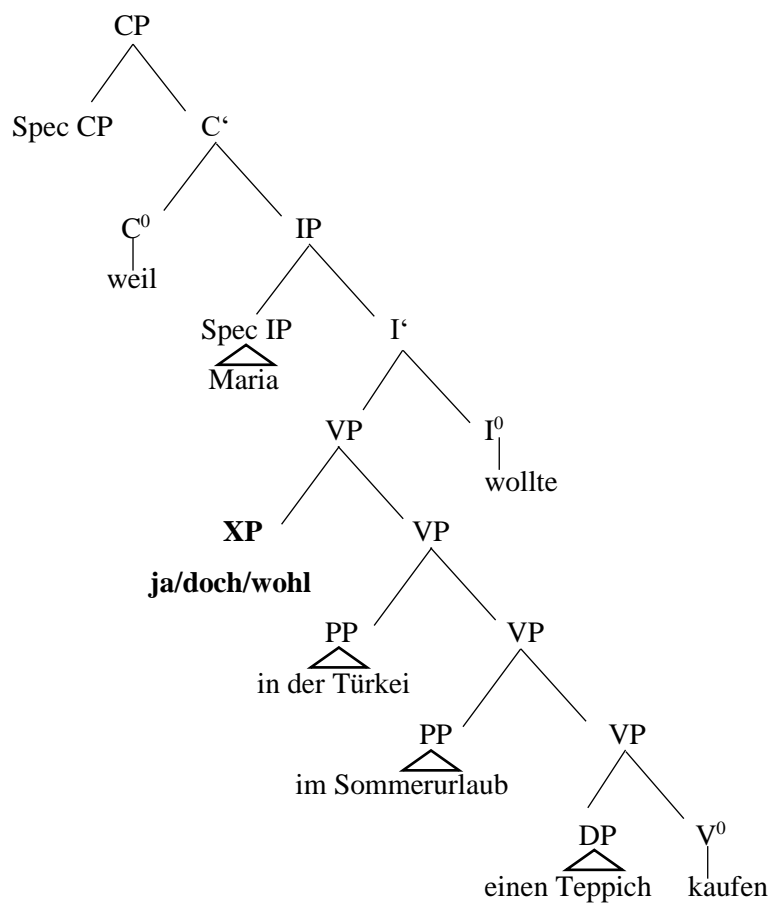 CP
Spec CP C‘
C⁰ IP
weil
Spec IP I‘
Maria
VP I⁰
wollte
XP VP
ja/doch/wohl
PP VP
in der Türkei
PP VP
im Sommerurlaub
DP V⁰
einen Teppich kaufen